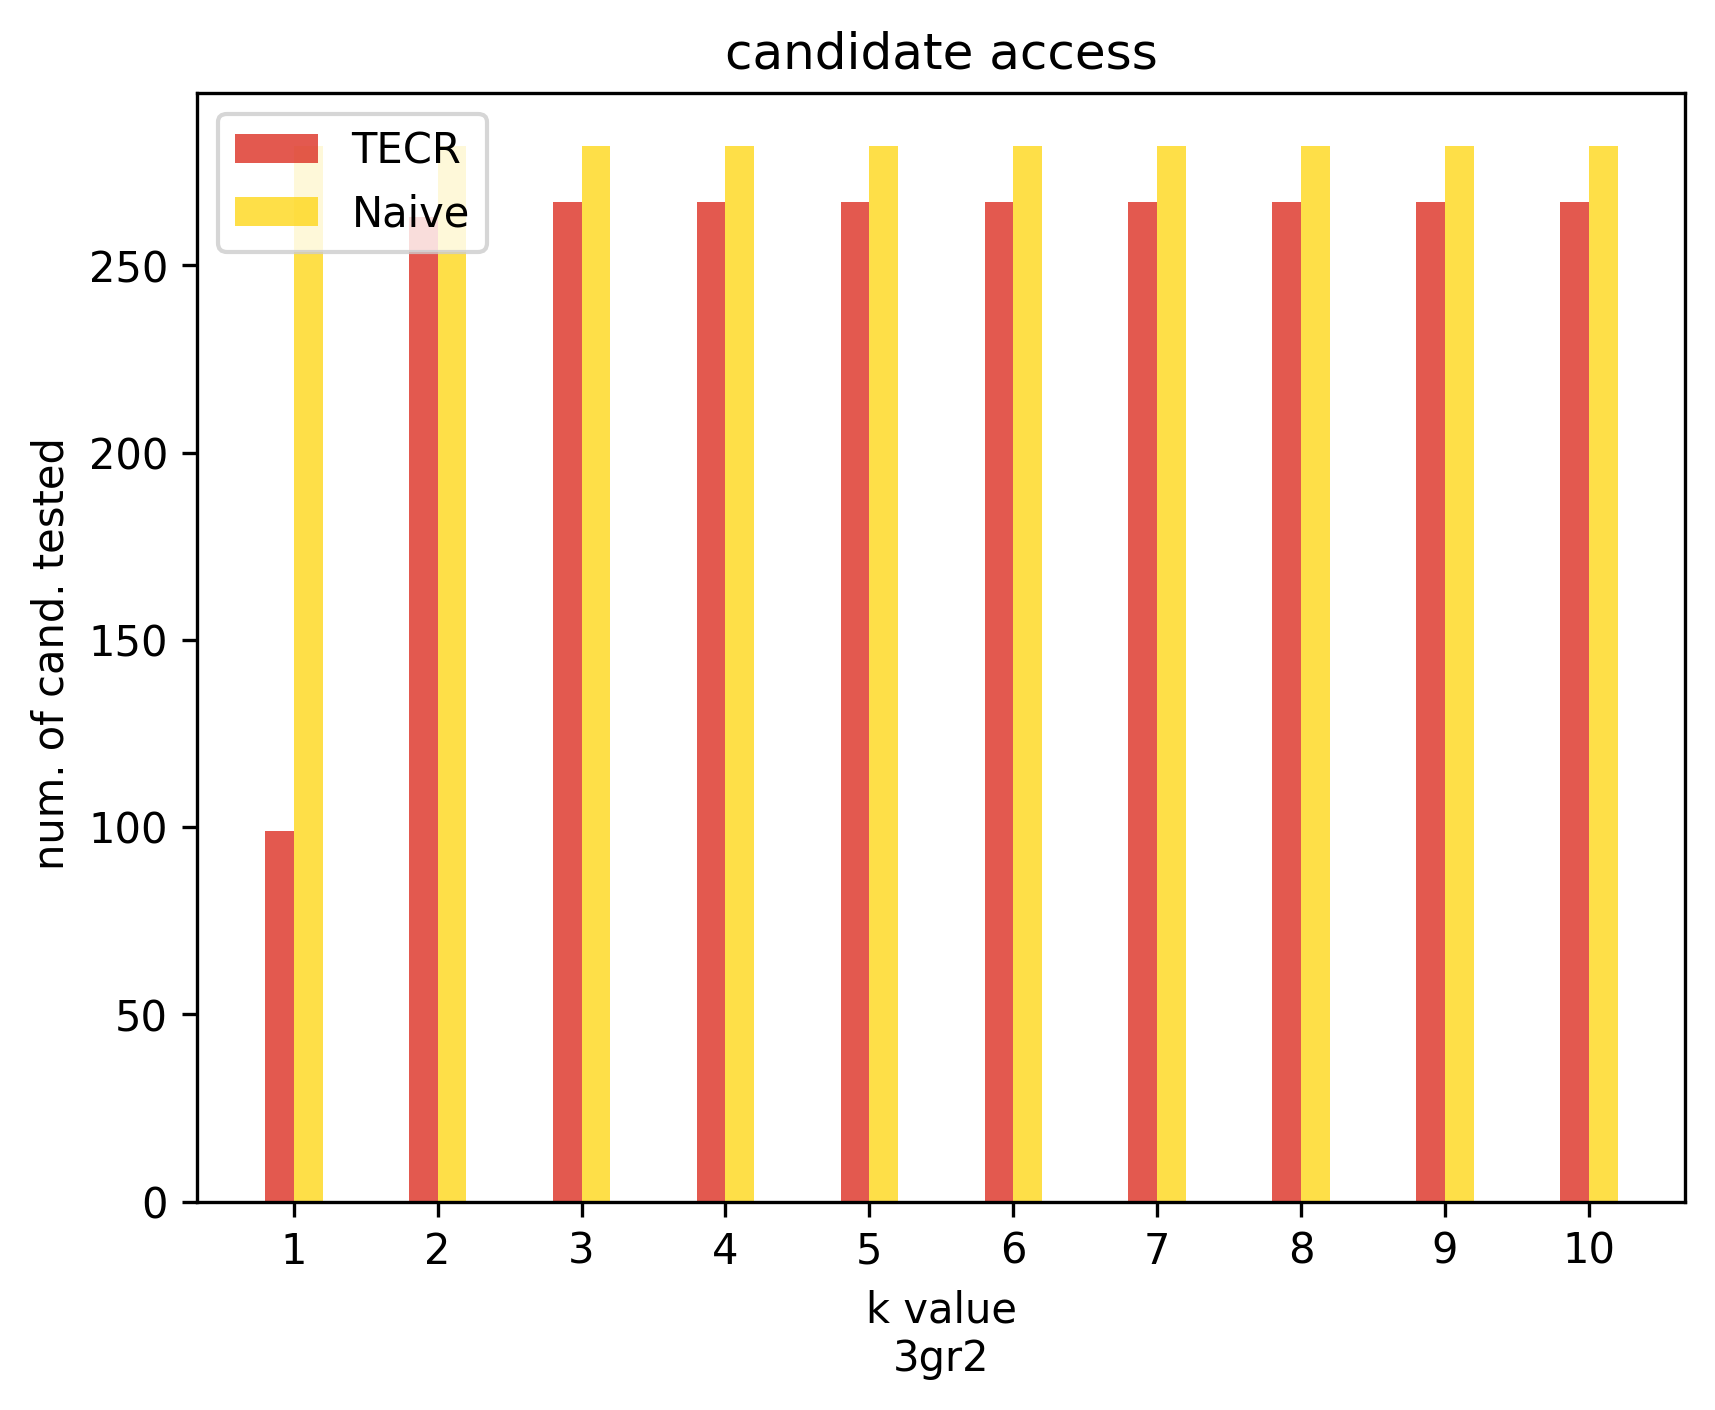 candidate access
TECR
Naive
num. of cand. tested
250
200
150
100
50
0
1 2 3 4 5 6 7 8 9 10
k value
3gr2